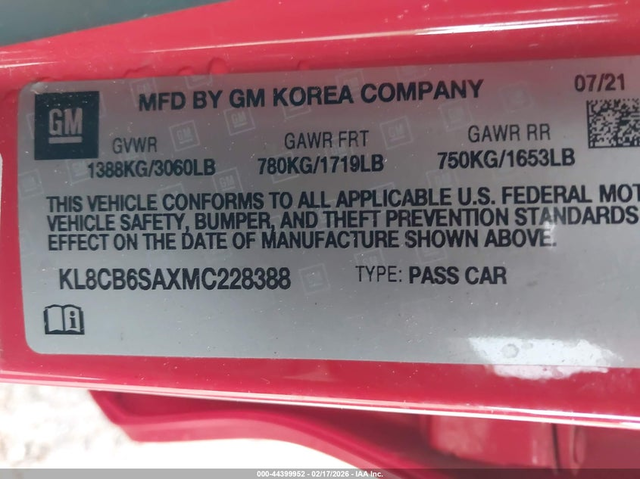 MFD BY GM KOREA COMPANY 07/21
GM
GVWR GAWR FRT GAWR RR
1388KG/3060LB 780KG/1719LB 750KG/1653LB
THIS VEHICLE CONFORMS TO ALL APPLICABLE U.S. FEDERAL MOT
VEHICLE SAFETY, BUMPER, AND THEFT PREVENTION STANDARDS
EFFECT ON THE DATE OF MANUFACTURE SHOWN ABOVE.
KL8CB6SAXMC228388 TYPE: PASS CAR
000-44399952 - 02/17/2026 - IAA Inc.